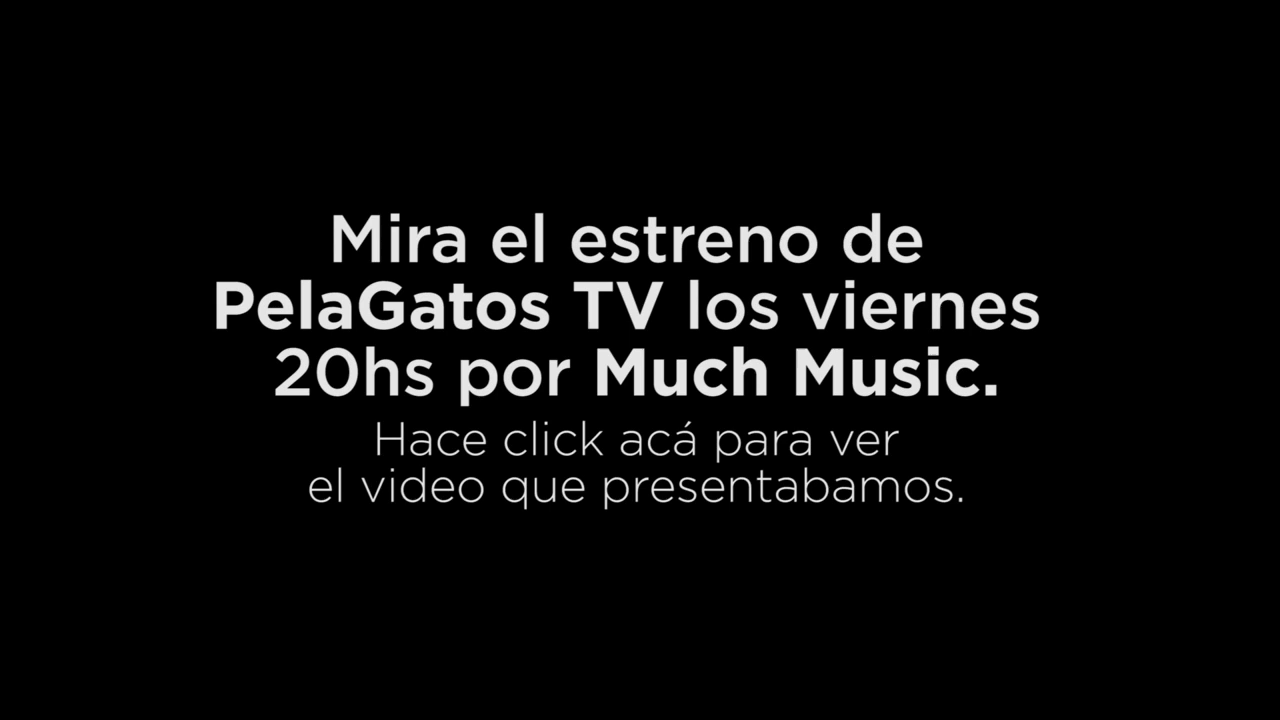 Mira el estreno de
PelaGatos TV los viernes
20hs por Much Music.
Hace click acá para ver
el video que presentabamos.